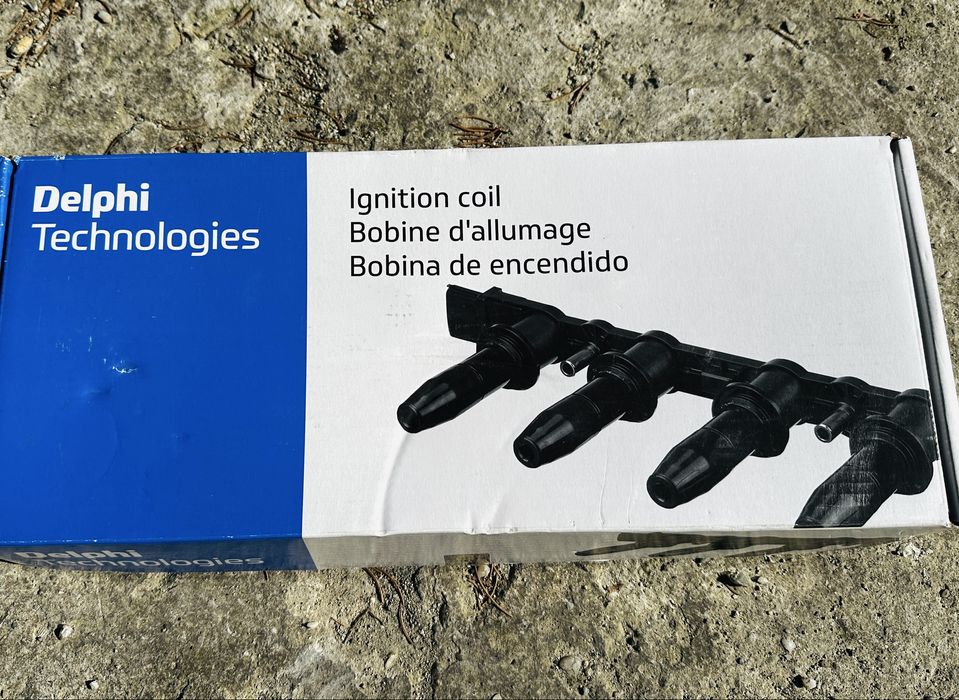 Delphi
Technologies
Ignition coil
Bobine d'allumage
Bobina de encendido
Delphi
Technologies